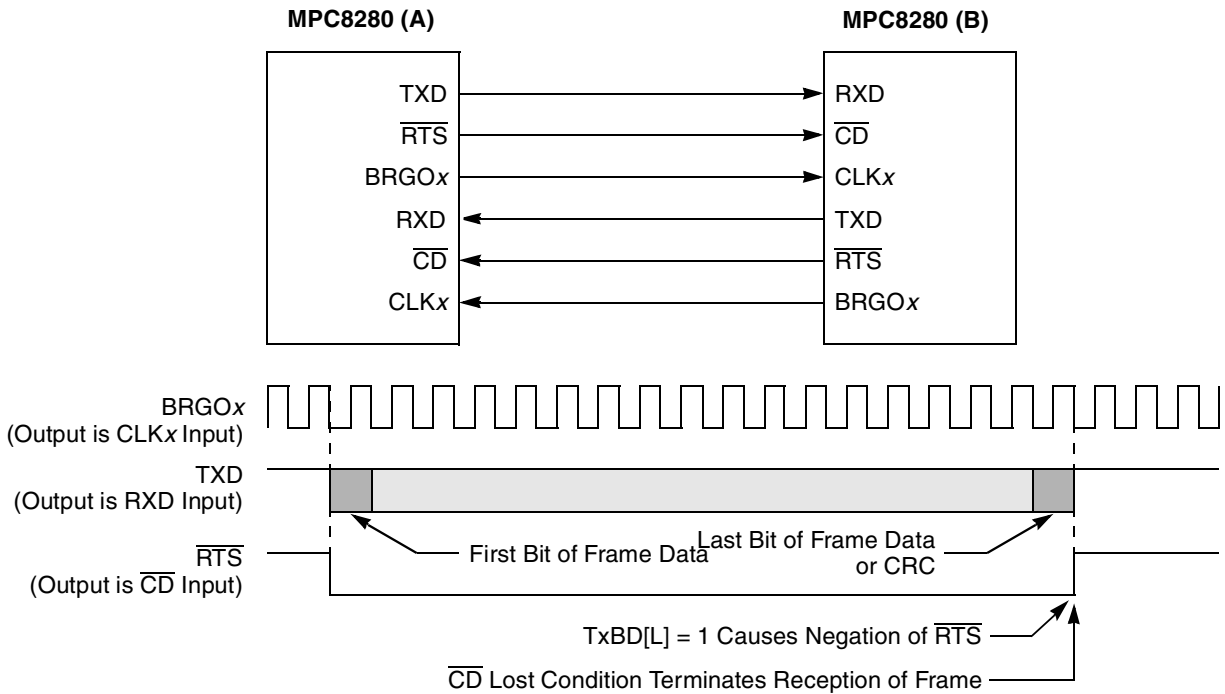 MPC8280 (A)
MPC8280 (B)
TXD
RXD
RTS
CD
BRGOx
CLKx
RXD
TXD
CD
RTS
CLKx
BRGOx
BRGOx
(Output is CLKx Input)
TXD
(Output is RXD Input)
First Bit of Frame Data
Last Bit of Frame Data
or CRC
RTS
(Output is CD Input)
TxBD[L] = 1 Causes Negation of RTS
CD Lost Condition Terminates Reception of Frame